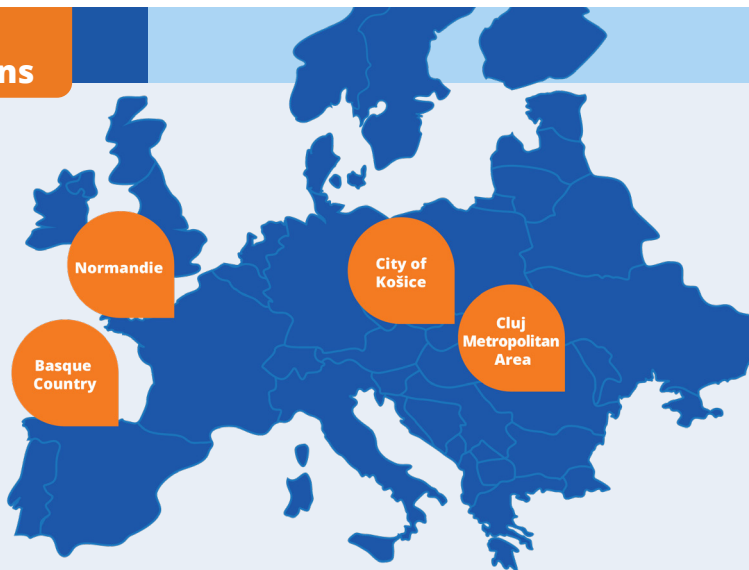 ns
Normandie
City of
Košice
Cluj
Metropolitan
Area
Basque
Country